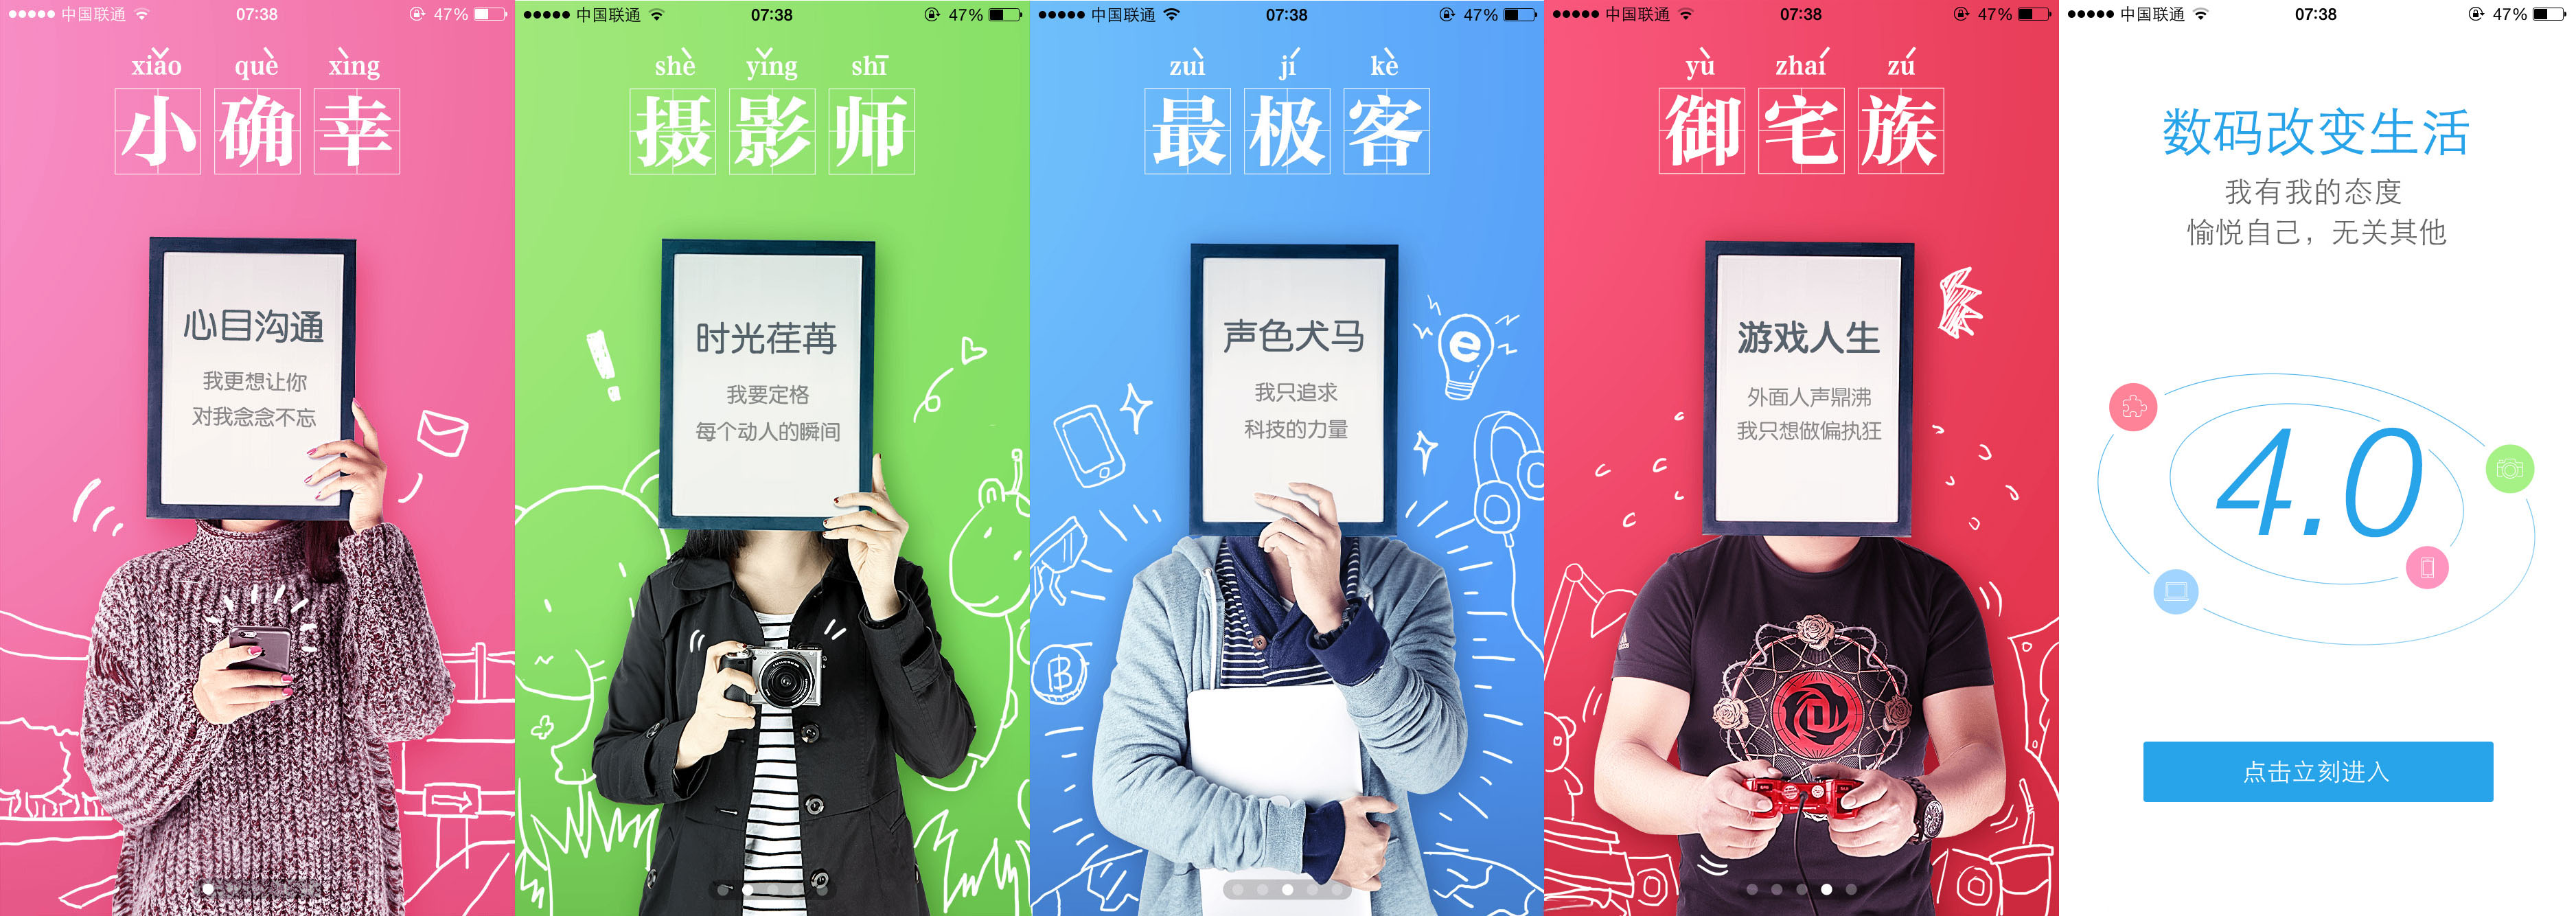 中国联通 07:38 47%
xiǎo què xìng
小确幸
心目沟通
我更想让你
对我念念不忘
中国联通 07:38 47%
shè yǐng shī
摄影师
时光荏苒
我要定格
每个动人的瞬间
中国联通 07:38 47%
zuì jí kè
最极客
声色犬马
我只追求
科技的力量
e
中国联通 07:38 47%
yù zhaí zú
御宅族
游戏人生
外面人声鼎沸
我只想做偏执狂
adidas
中国联通 07:38 47%
数码改变生活
我有我的态度
愉悦自己，无关其他
4.0
点击立刻进入